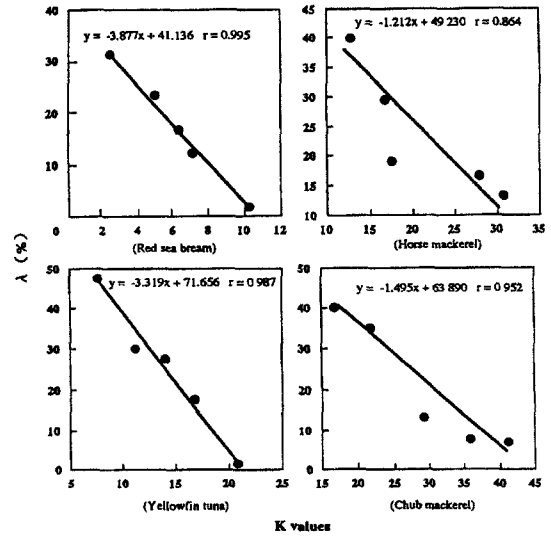 y = -3.877x + 41.136 r = 0.995
40
30
20
10
0
0 2 4 6 8 10 12
(Red sea bream)
y = -1.212x + 49 230 r = 0.864
45
40
35
30
25
20
15
10
10 15 20 25 30 35
(Horse mackerel)
λ (%)
y = -3.319x + 71.656 r = 0.987
50
40
30
20
10
0
5 10 15 20 25
(Yellowfin tuna)
y = -1.495x + 63 890 r = 0.952
50
40
30
20
10
0
15 20 25 30 35 40 45
(Chub mackerel)
K values